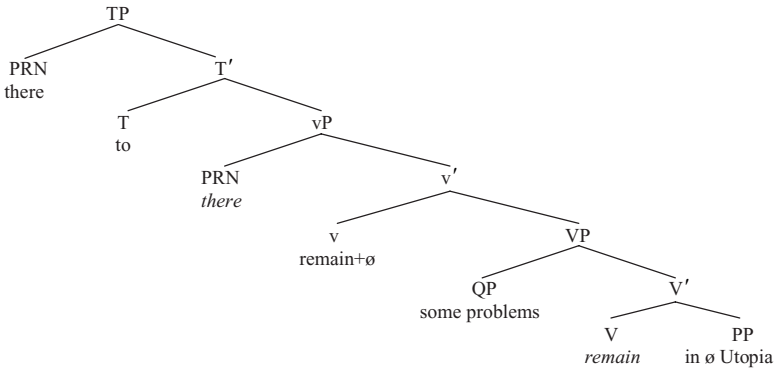 TP
PRN T′
there
T vP
to
PRN v′
there
v VP
remain+ø
QP V′
some problems
V PP
remain in ø Utopia